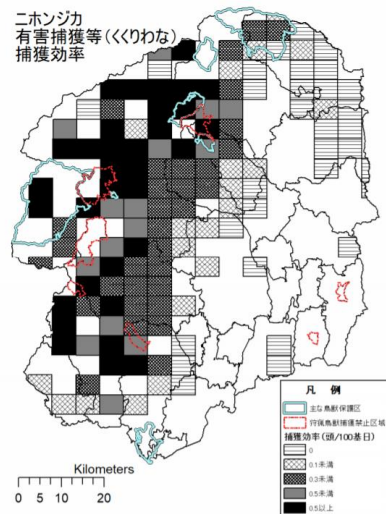 ニホンジカ
有害捕獲等(くくりわな)
捕獲効率
凡 例
主な鳥獣保護区
狩猟鳥獣捕獲禁止区域
捕獲効率(頭/100基日)
0
0.1未満
0.3未満
0.5未満
0.5以上
Kilometers
0 5 10 20